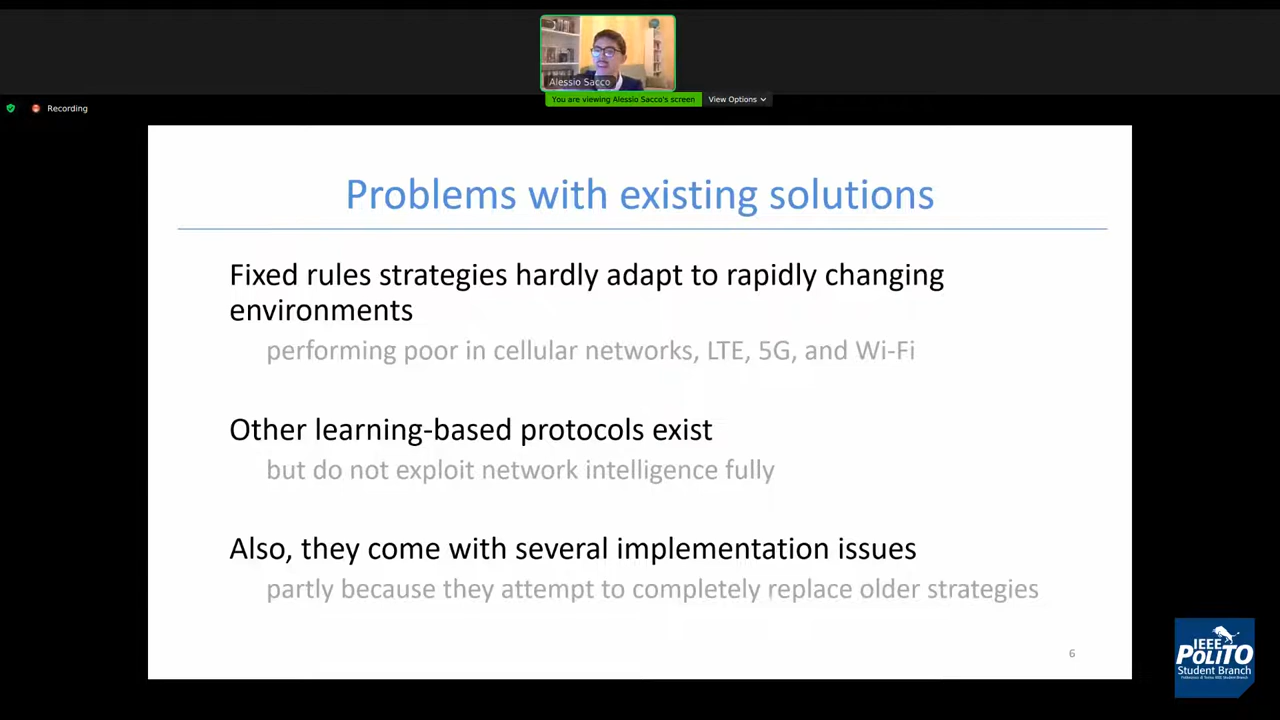 Alessio Sacco
You are viewing Alessio Sacco's screen
View Options
Recording
Problems with existing solutions
Fixed rules strategies hardly adapt to rapidly changing
environments
performing poor in cellular networks, LTE, 5G, and Wi-Fi
Other learning-based protocols exist
but do not exploit network intelligence fully
Also, they come with several implementation issues
partly because they attempt to completely replace older strategies
6
IEEE
POLITO
Student Branch